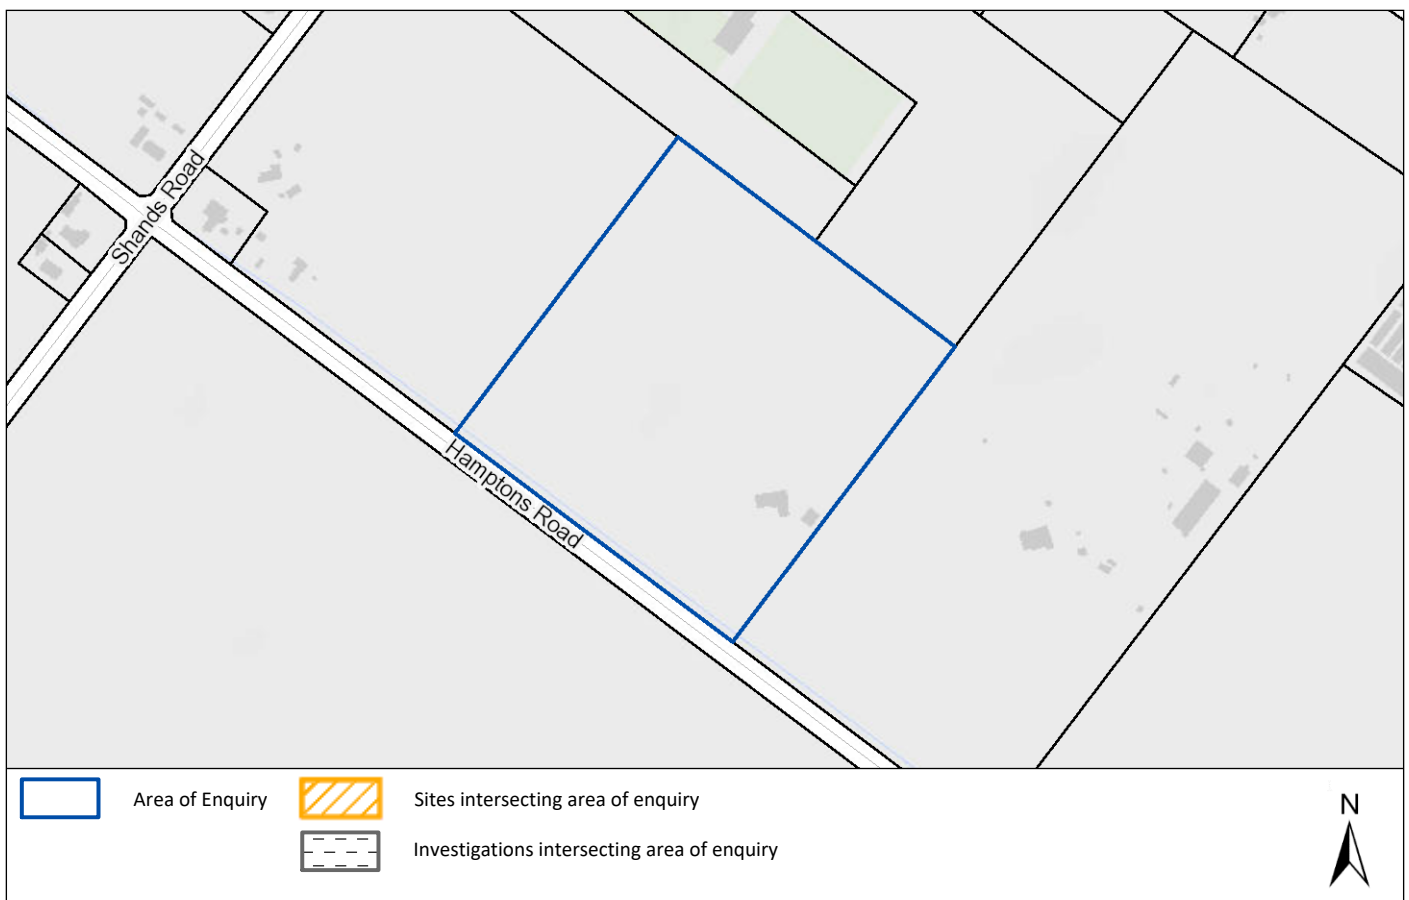 Shands Road
Hamptons Road
Area of Enquiry
Sites intersecting area of enquiry
Investigations intersecting area of enquiry
N